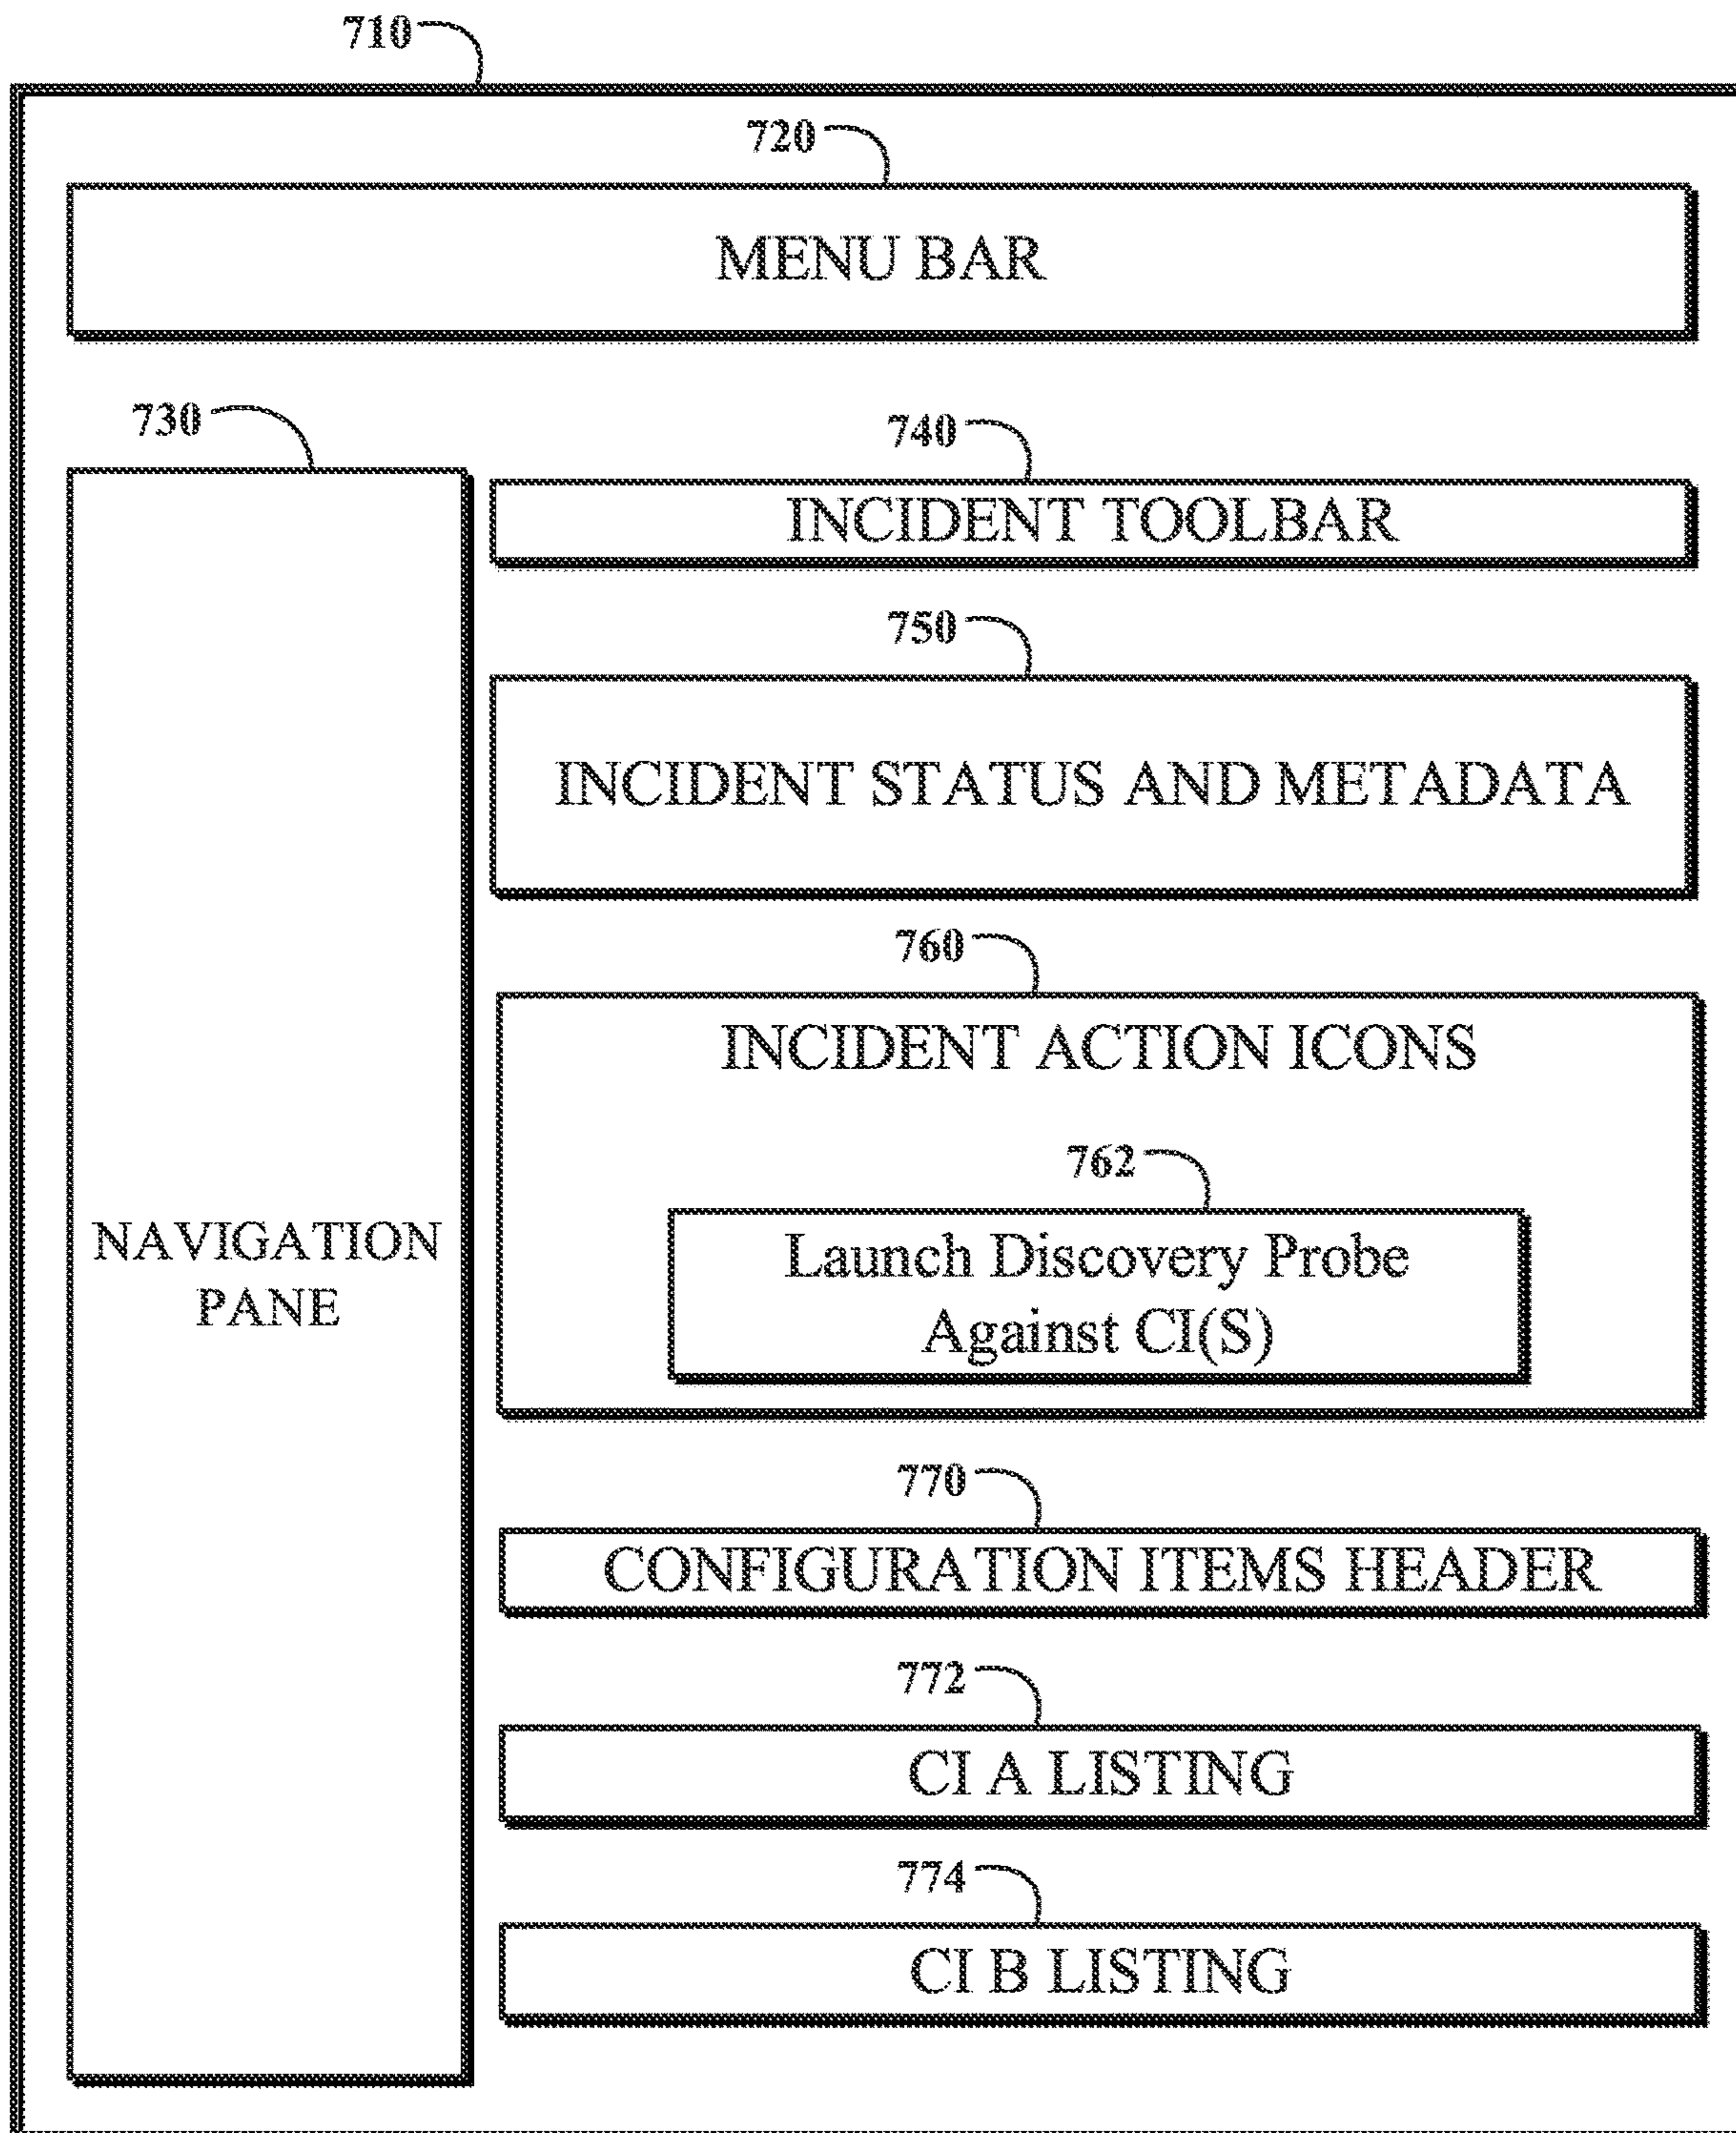 710
720
MENU BAR
730
NAVIGATION
PANE
740
INCIDENT TOOLBAR
750
INCIDENT STATUS AND METADATA
760
INCIDENT ACTION ICONS
762
Launch Discovery Probe
Against CI(S)
770
CONFIGURATION ITEMS HEADER
772
CI A LISTING
774
CI B LISTING